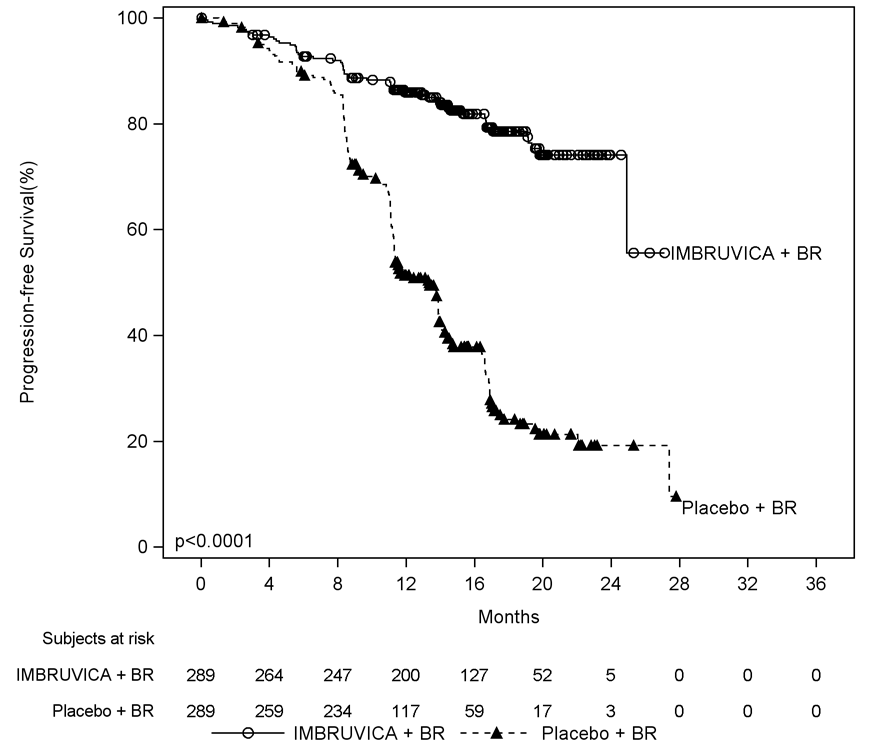 Progression-free Survival(%)
100
80
60
40
20
0
IMBRUVICA + BR
Placebo + BR
p<0.0001
0 4 8 12 16 20 24 28 32 36
Months
Subjects at risk
IMBRUVICA + BR 289 264 247 200 127 52 5 0 0 0
Placebo + BR 289 259 234 117 59 17 3 0 0 0
IMBRUVICA + BR Placebo + BR